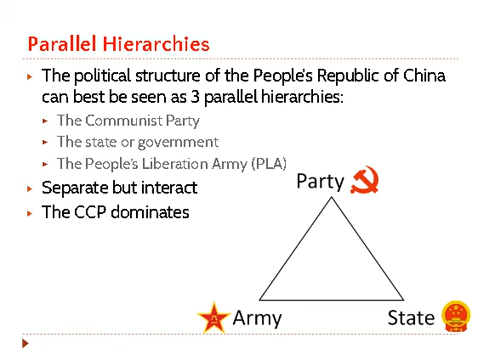 Parallel Hierarchies
The political structure of the People's Republic of China
can best be seen as 3 parallel hierarchies:
The Communist Party
The state or government
The People's Liberation Army (PLA)
Separate but interact
The CCP dominates
Party
Army
State